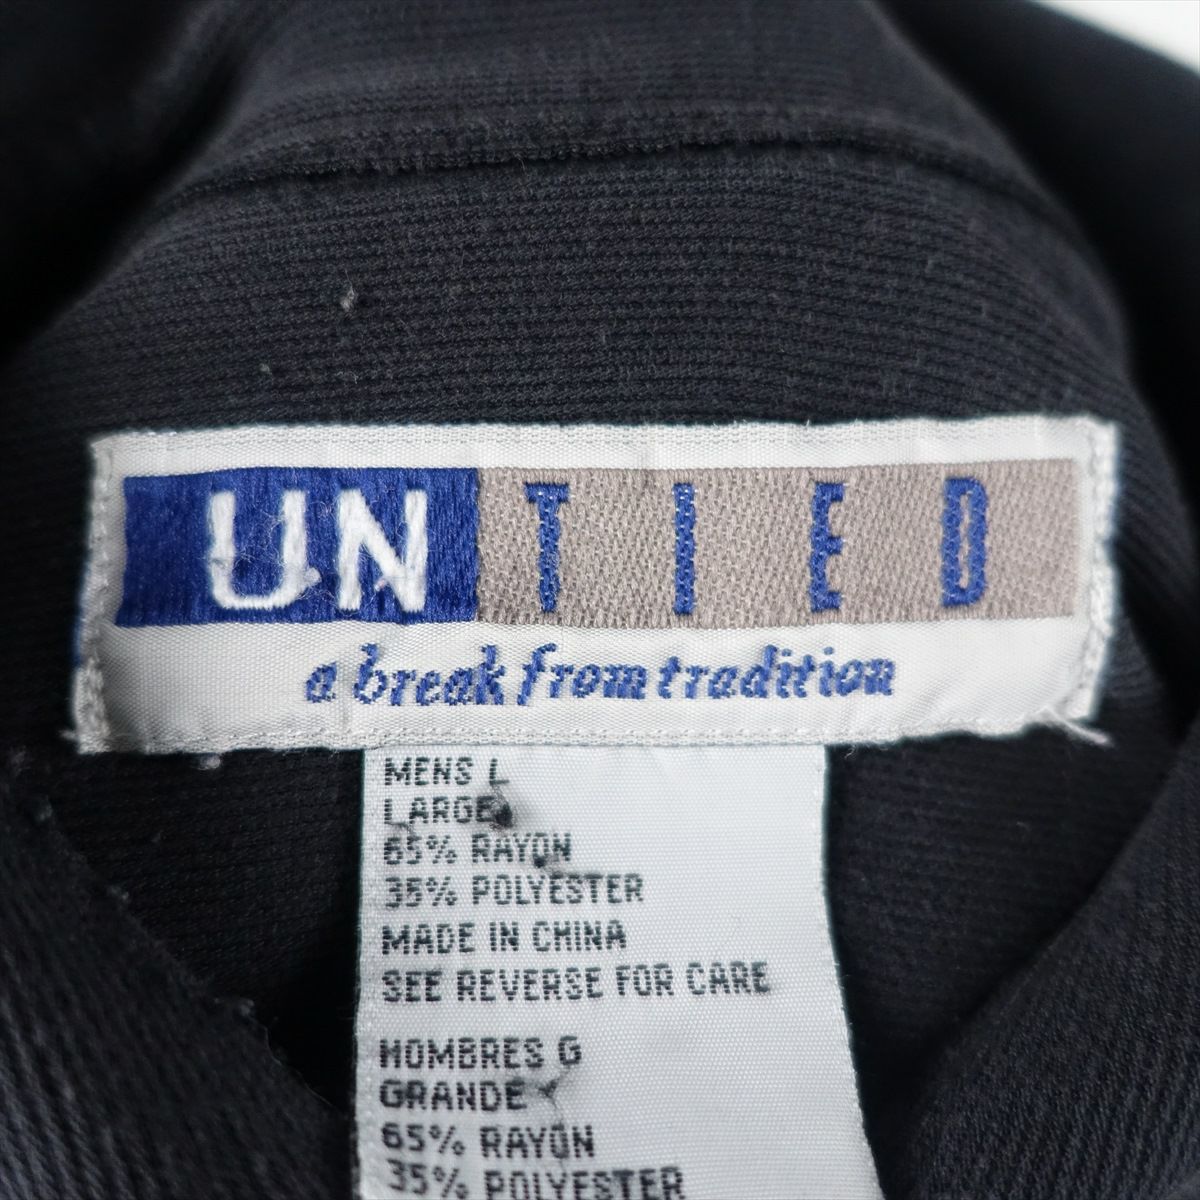 UNTIED
a break from tradition
MENS L
LARGE
65% RAYON
35% POLYESTER
MADE IN CHINA
SEE REVERSE FOR CARE
HOMBRES G
GRANDE
65% RAYON
35% POLYESTER